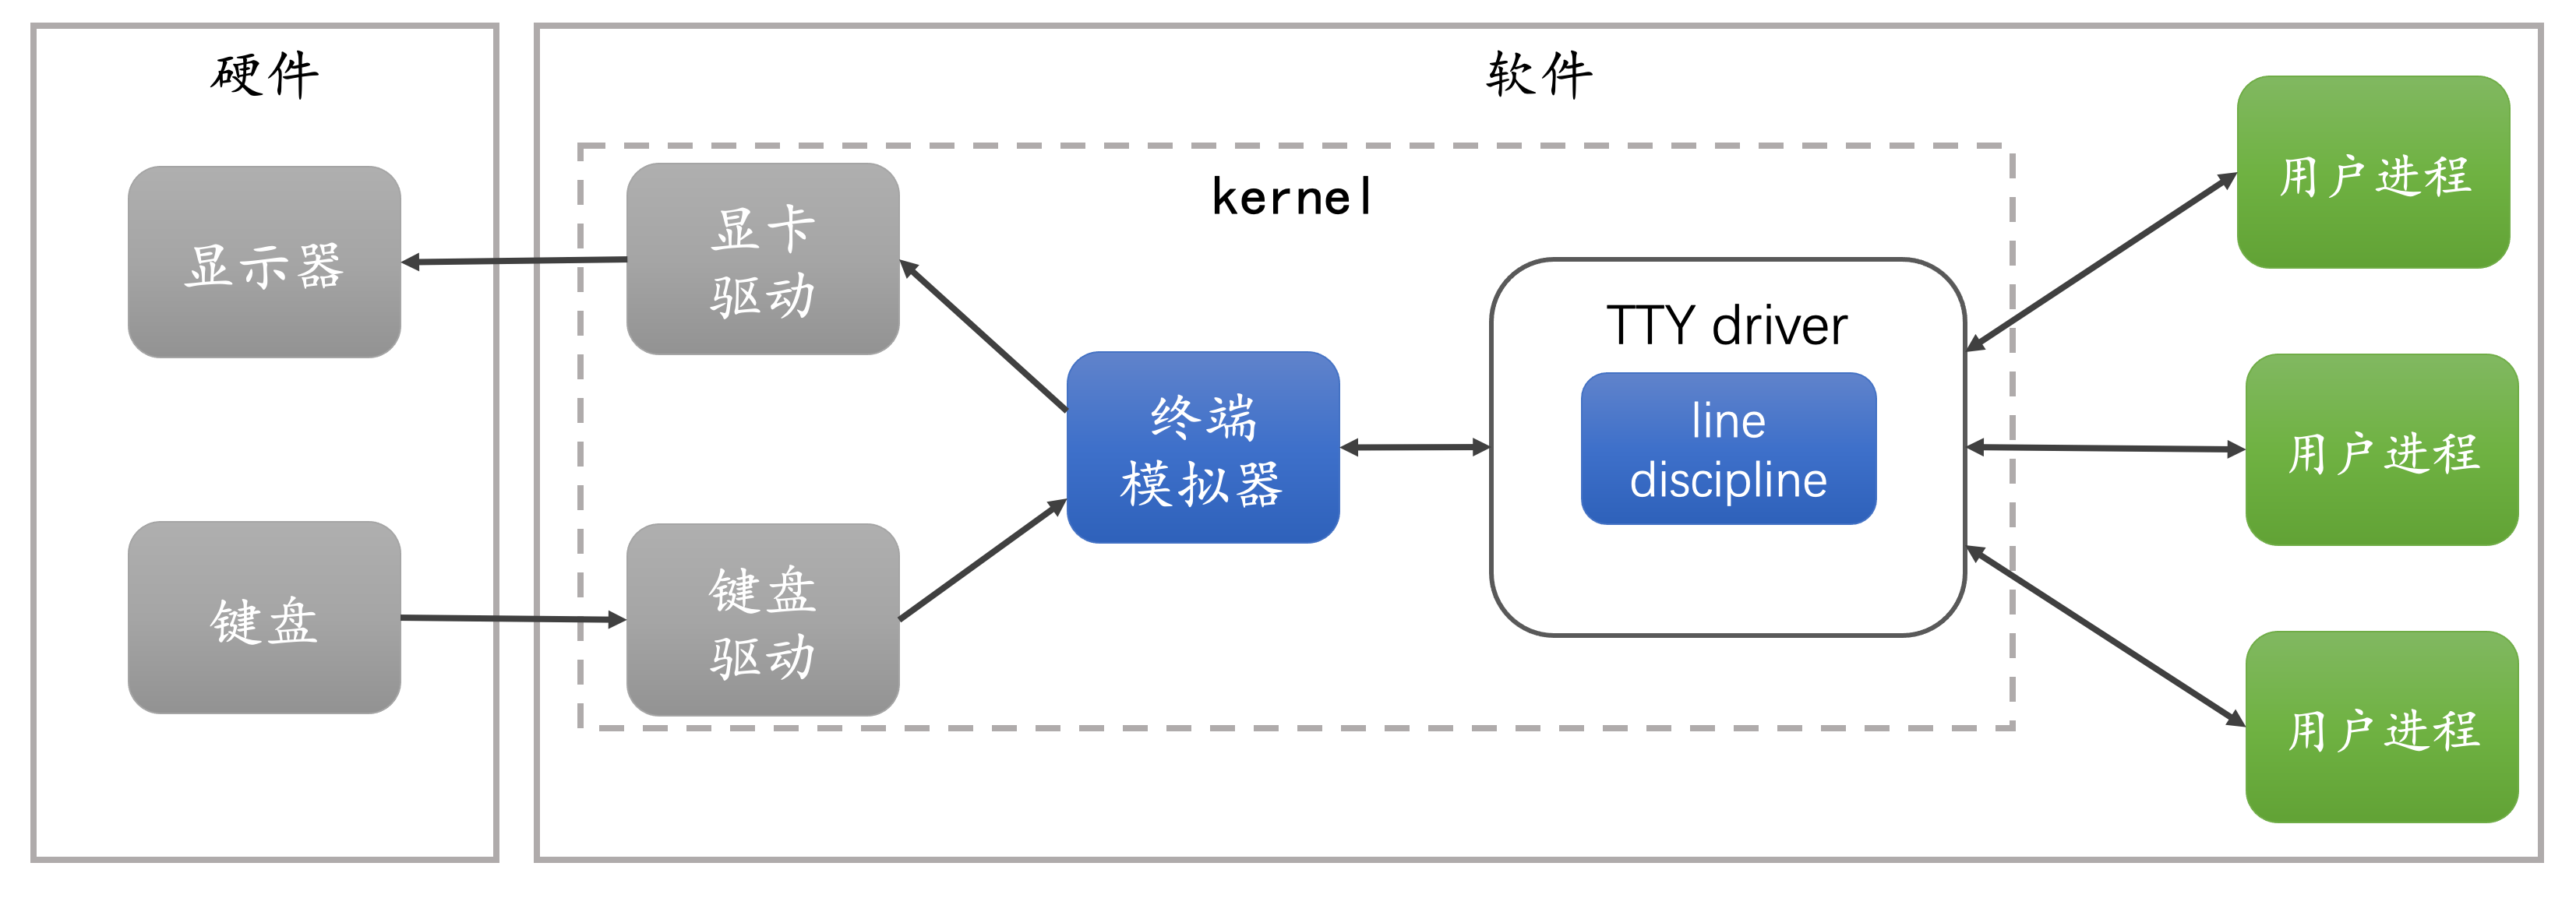 硬件
显示器
键盘
软件
kernel
显卡
驱动
键盘
驱动
终端
模拟器
TTY driver
line
discipline
用户进程
用户进程
用户进程